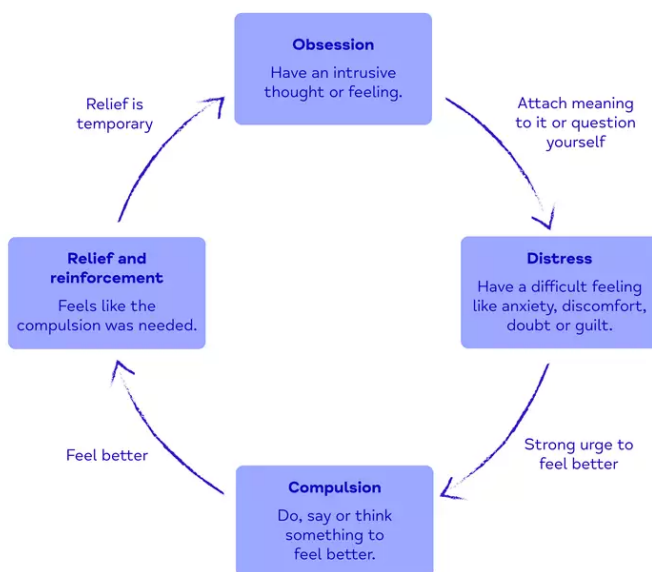 Obsession
Have an intrusive
thought or feeling.
Attach meaning
to it or question
yourself
Distress
Have a difficult feeling
like anxiety, discomfort,
doubt or guilt.
Strong urge to
feel better
Compulsion
Do, say or think
something to
feel better.
Feel better
Relief and
reinforcement
Feels like the
compulsion was needed.
Relief is
temporary